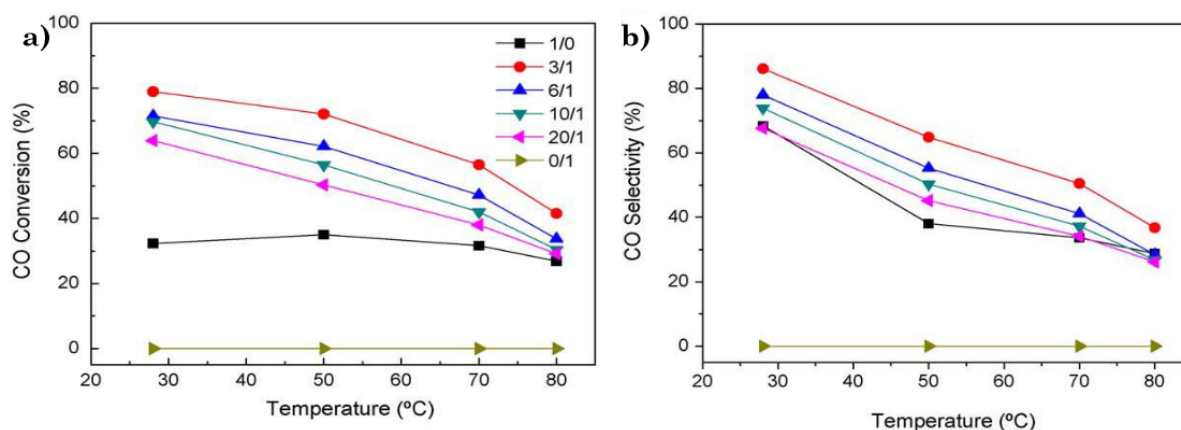 a)
CO Conversion (%)
100
80
60
40
20
0
20 30 40 50 60 70 80
Temperature (ºC)
1/0
3/1
6/1
10/1
20/1
0/1
b)
CO Selectivity (%)
100
80
60
40
20
0
20 30 40 50 60 70 80
Temperature (ºC)